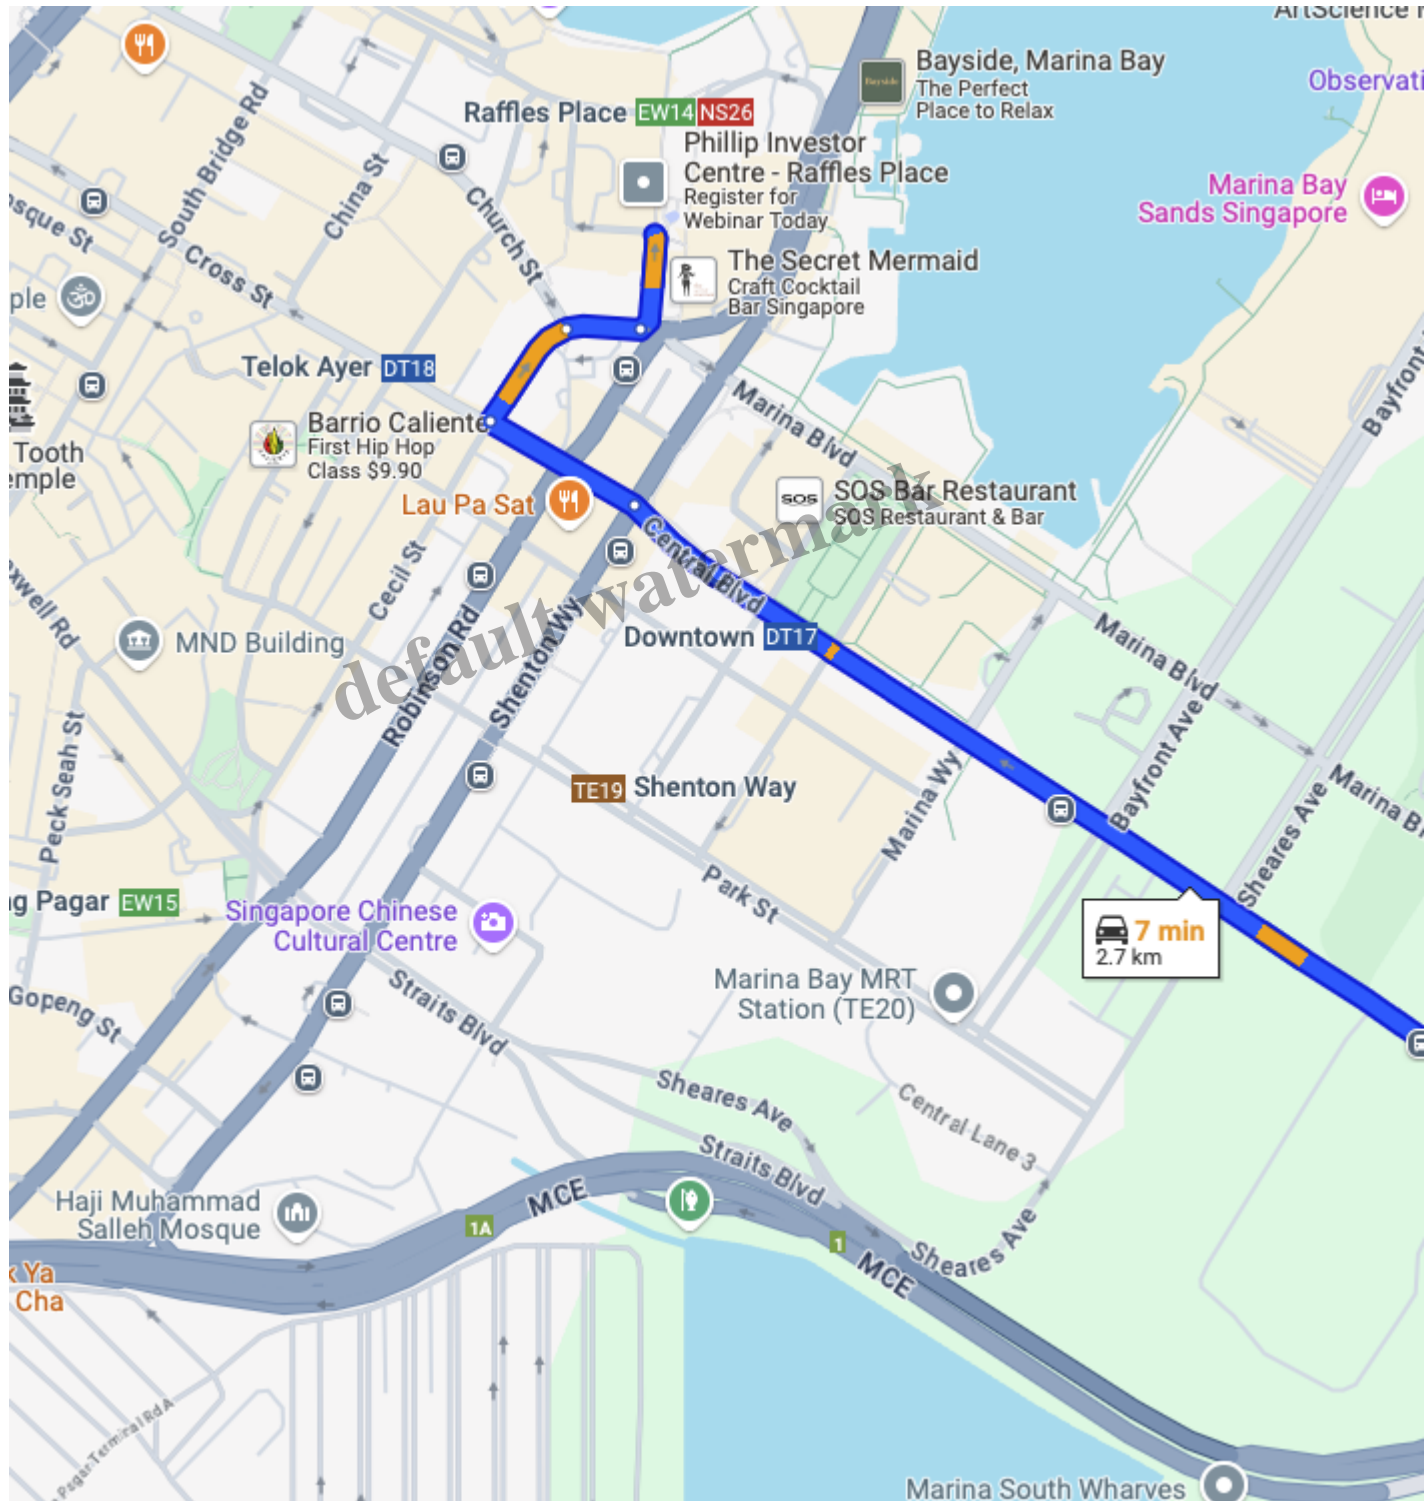 ArtScience
Bayside, Marina Bay
The Perfect
Place to Relax
Bayside
Observati
Raffles Place EW14 NS26
Phillip Investor
Centre - Raffles Place
Register for
Webinar Today
Marina Bay
Sands Singapore
South Bridge Rd
China St
Church St
osque St
Cross St
ple
The Secret Mermaid
Craft Cocktail
Bar Singapore
Telok Ayer DT18
Bayfront
Marina Blvd
Barrio Caliente
First Hip Hop
Class $9.90
Tooth
emple
Lau Pa Sat
SOS
SOS Bar Restaurant
SOS Restaurant & Bar
Central Blvd
default watermark
Cecil St
xwell Rd
MND Building
Robinson Rd
Shenton Wy
Downtown DT17
Marina Blvd
Bayfront Ave
Marina Bl
Sheares Ave
Marina Wy
Peck Seah St
TE19 Shenton Way
Park St
g Pagar EW15
Singapore Chinese
Cultural Centre
7 min
2.7 km
Marina Bay MRT
Station (TE20)
Gopeng St
Straits Blvd
Sheares Ave
Central Lane 3
Straits Blvd
Haji Muhammad
Salleh Mosque
MCE
1A
1
MCE
Sheares Ave
k Ya
Cha
Pagar Terminal Rd A
Marina South Wharves